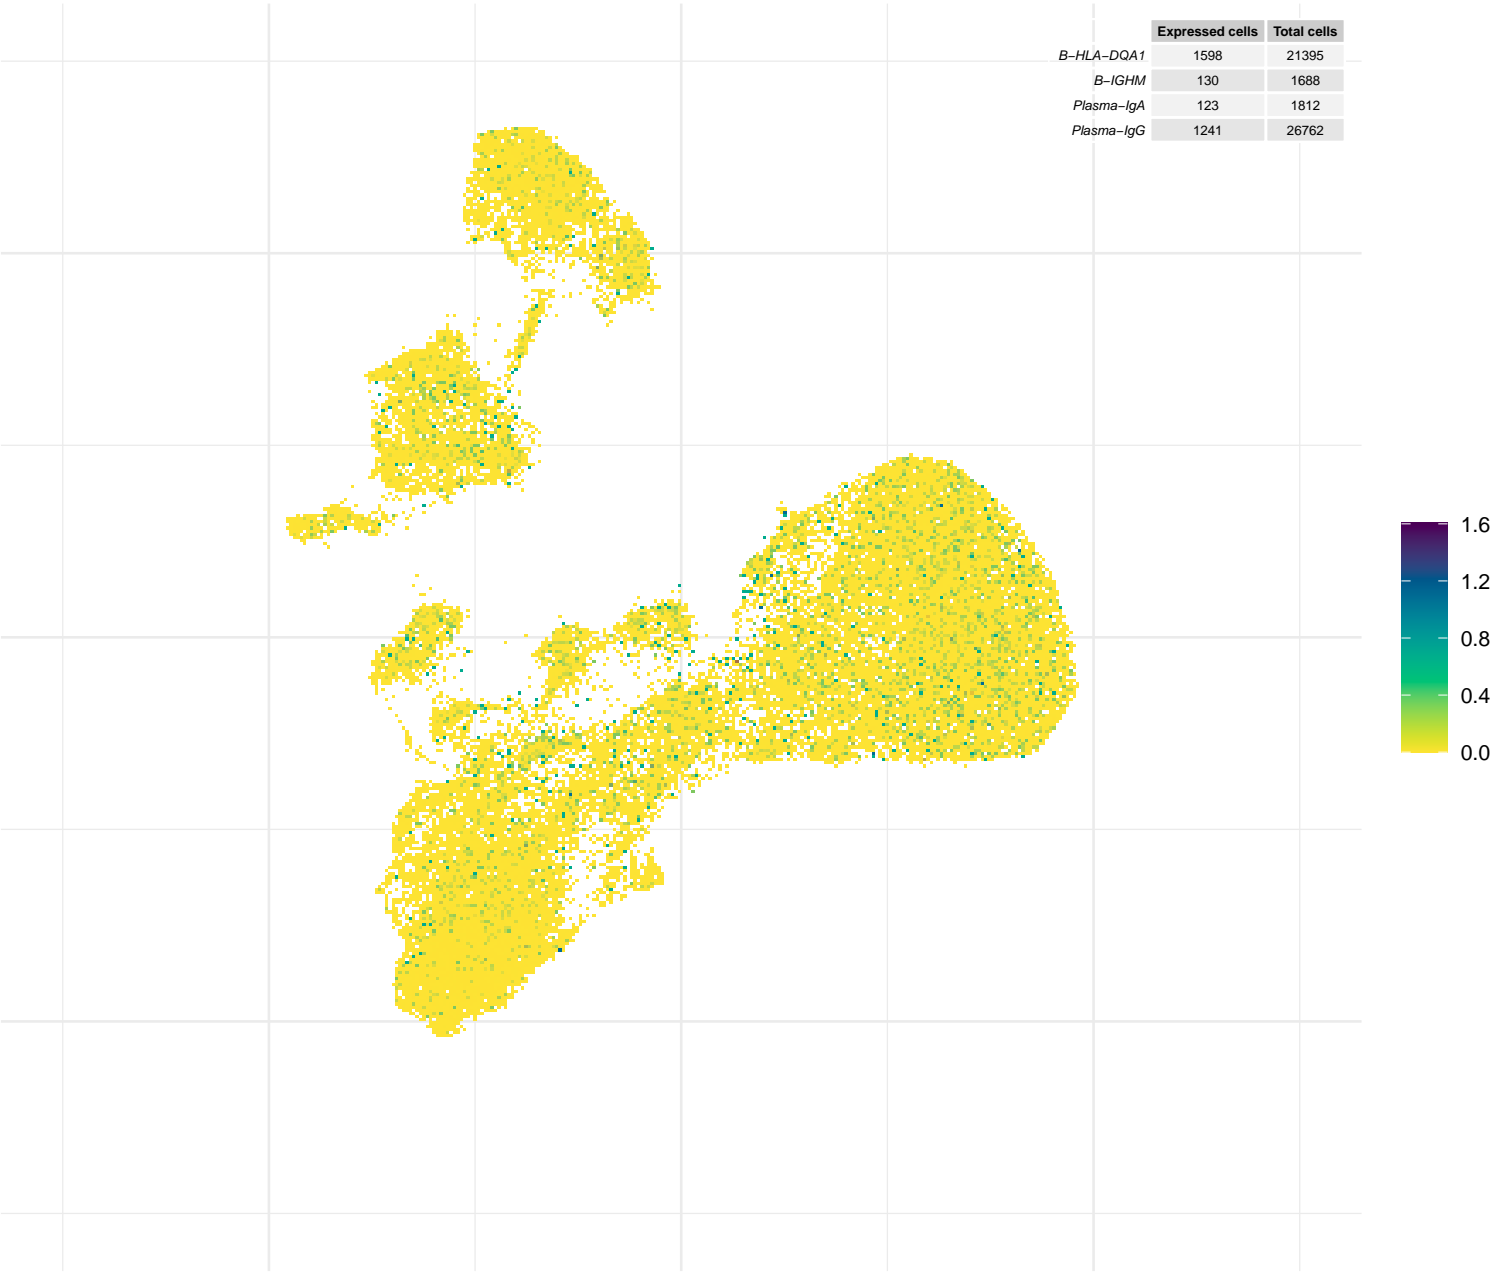 Expressed cells Total cells
B−HLA−DQA1 1598 21395
B−IGHM 130 1688
Plasma−IgA 123 1812
Plasma−IgG 1241 26762
1.6
1.2
0.8
0.4
0.0